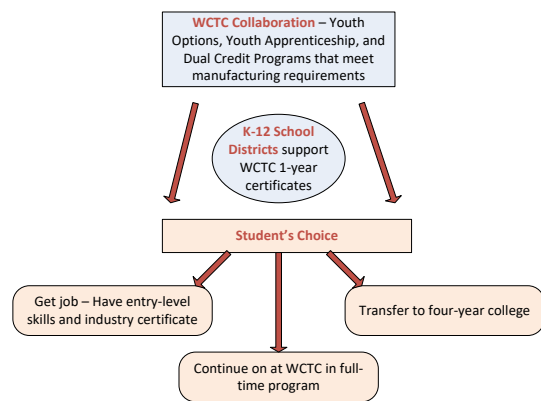 WCTC Collaboration – Youth
Options, Youth Apprenticeship, and
Dual Credit Programs that meet
manufacturing requirements
K-12 School
Districts support
WCTC 1-year
certificates
Student's Choice
Get job – Have entry-level
skills and industry certificate
Transfer to four-year college
Continue on at WCTC in full-
time program